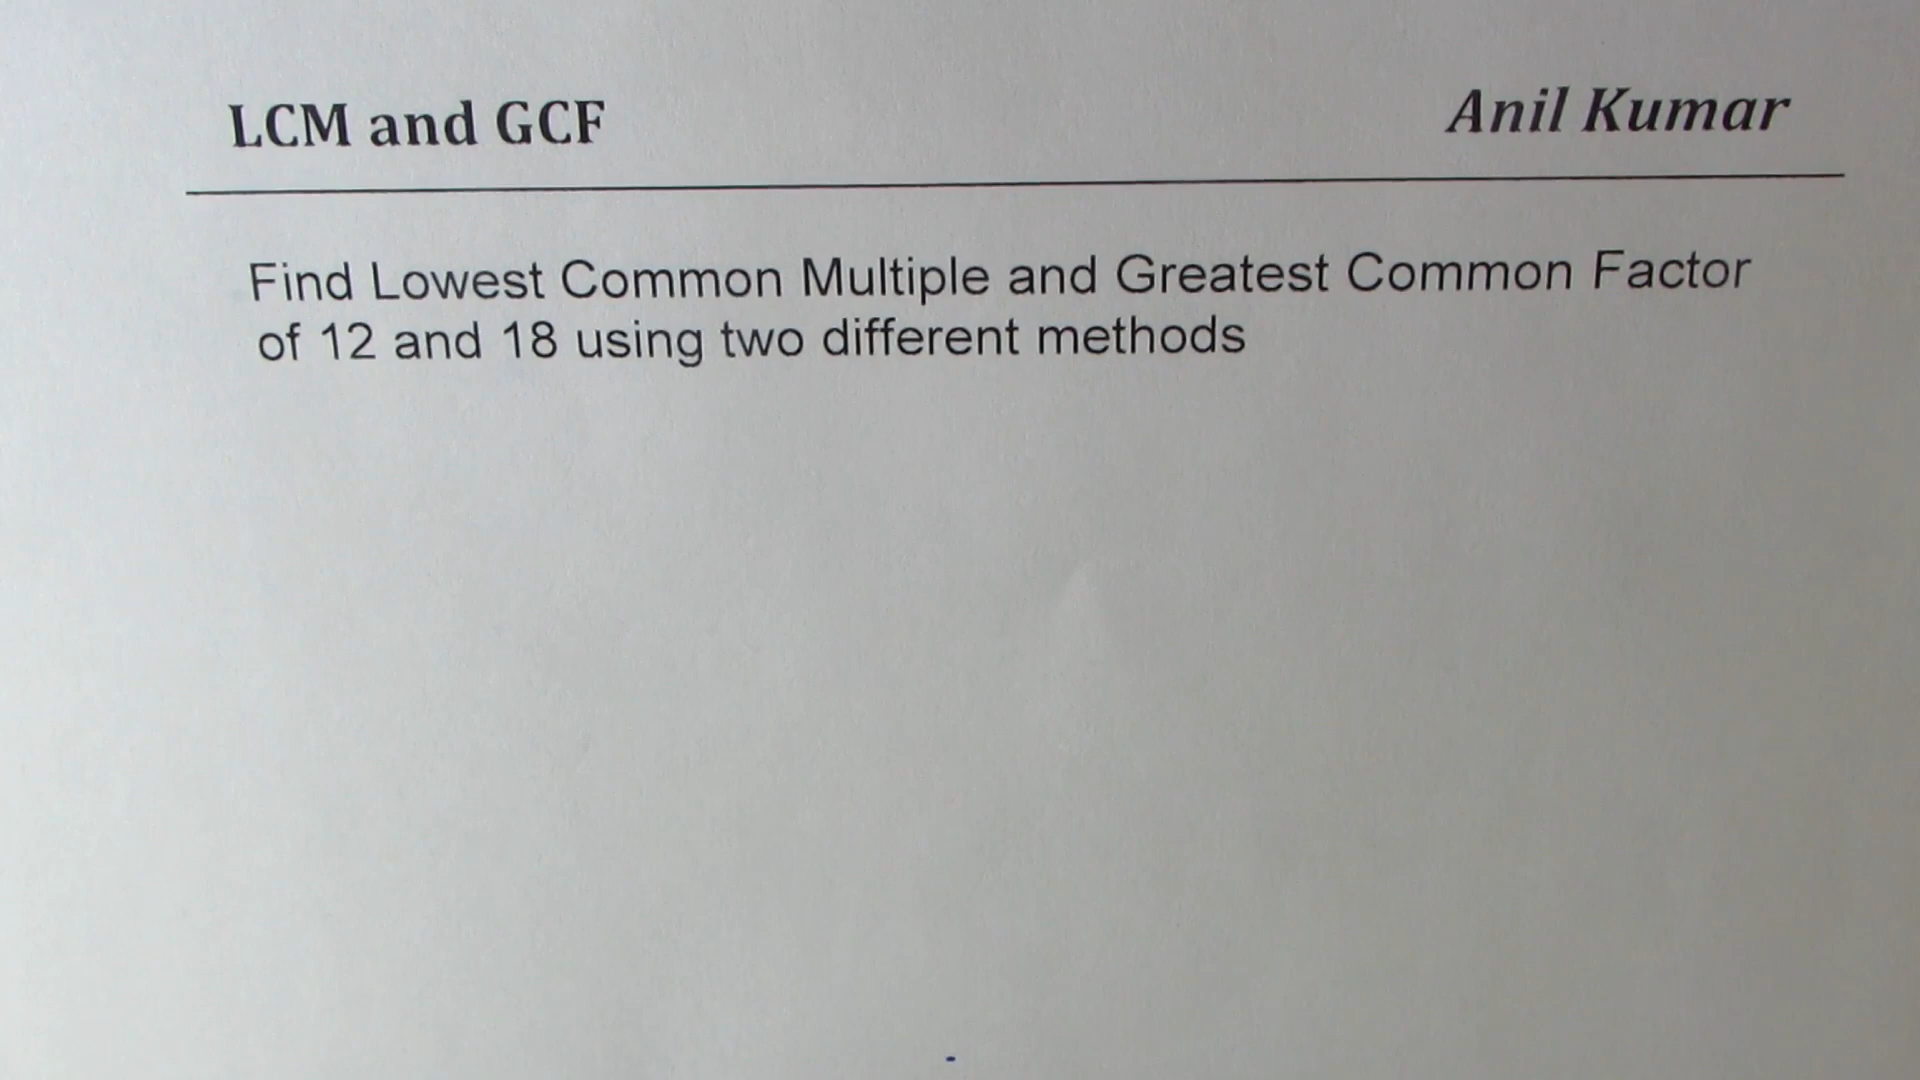 LCM and GCF
Anil Kumar
Find Lowest Common Multiple and Greatest Common Factor
of 12 and 18 using two different methods